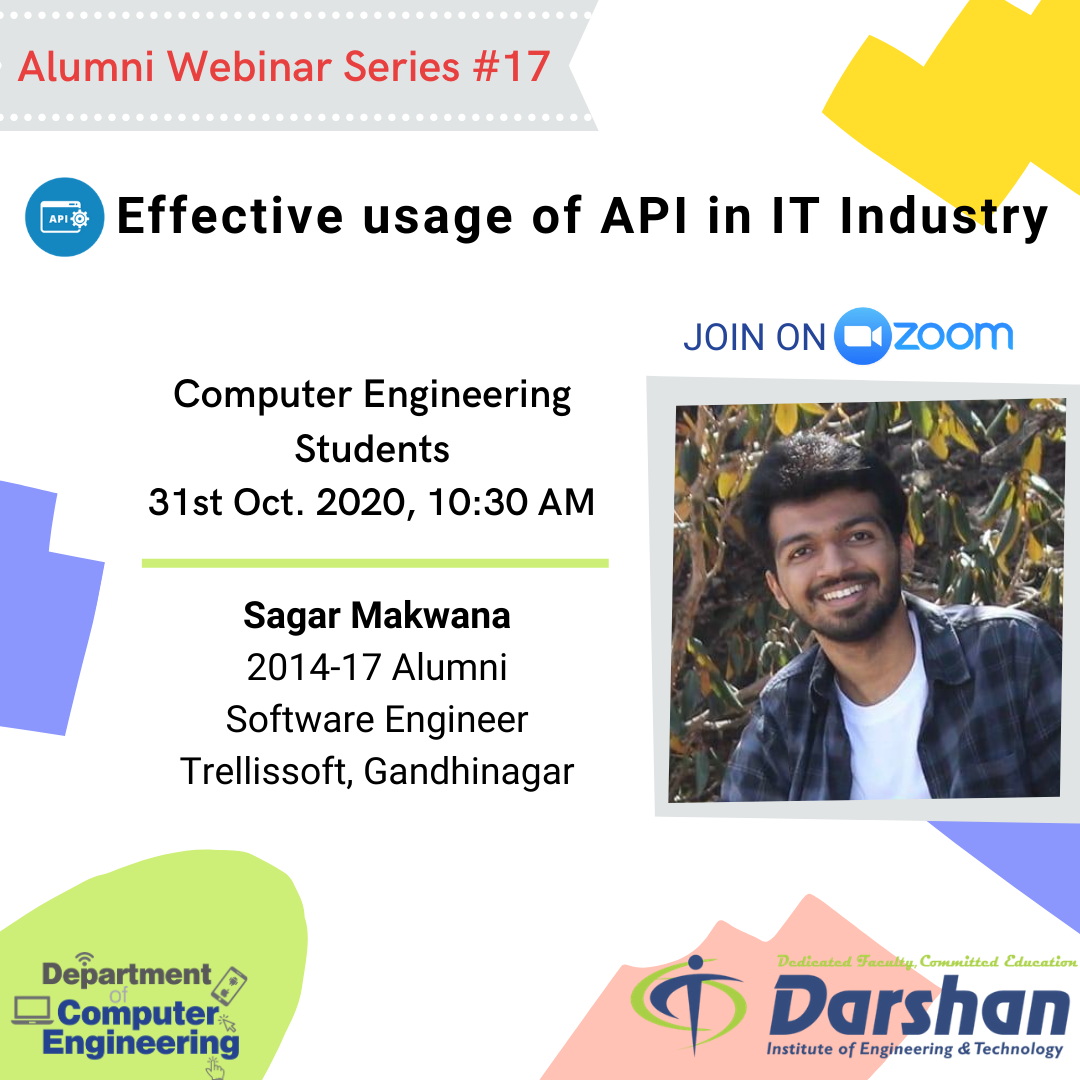 Alumni Webinar Series #17
API
Effective usage of API in IT Industry
JOIN ON zoom
Computer Engineering
Students
31st Oct. 2020, 10:30 AM
Sagar Makwana
2014-17 Alumni
Software Engineer
Trellissoft, Gandhinagar
Department
of
Computer
Engineering
Dedicated Faculty, Committed Education
Darshan
Institute of Engineering & Technology